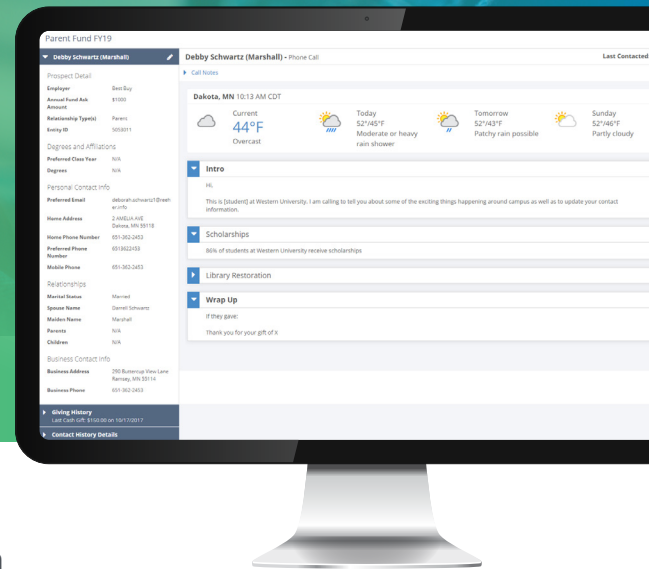 Parent Fund FY19
Debby Schwartz (Marshall)
Prospect Detail
Employer Best Buy
Annual Fund Ask Amount $1000
Relationship Type(s) Parent
Entity ID 5053011
Degrees and Affiliations
Preferred Class Year N/A
Degrees N/A
Personal Contact Info
Preferred Email deborah.schwartz1@reeher.info
Home Address 2 AMELIA AVE
Dakota, MN 55118
Home Phone Number 651-362-2453
Preferred Phone Number 6513622453
Mobile Phone 651-362-2453
Relationships
Marital Status Married
Spouse Name Darrell Schwartz
Maiden Name Marshall
Parents N/A
Children N/A
Business Contact Info
Business Address 290 Buttercup View Lane
Ramsey, MN 55114
Business Phone 651-362-2453
Giving History
Last Cash Gift: $150.00 on 10/17/2017
Contact History Details
Debby Schwartz (Marshall) - Phone Call
Last Contacted:
Call Notes
Dakota, MN 10:13 AM CDT
Current
44°F
Overcast
Today
52°/45°F
Moderate or heavy
rain shower
Tomorrow
52°/43°F
Patchy rain possible
Sunday
52°/46°F
Partly cloudy
Intro
Hi,
This is [student] at Western University. I am calling to tell you about some of the exciting things happening around campus as well as to update your contact
information.
Scholarships
86% of students at Western University receive scholarships
Library Restoration
Wrap Up
If they gave:
Thank you for your gift of X